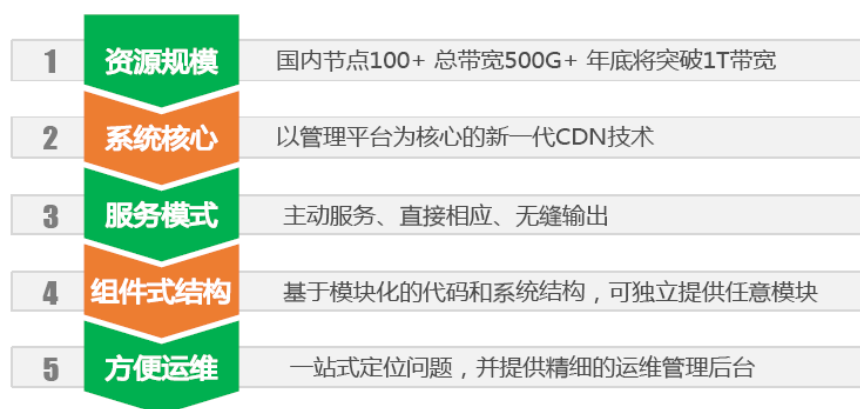 1 资源规模 国内节点100+ 总带宽500G+ 年底将突破1T带宽
2 系统核心 以管理平台为核心的新一代CDN技术
3 服务模式 主动服务、直接相应、无缝输出
4 组件式结构 基于模块化的代码和系统结构，可独立提供任意模块
5 方便运维 一站式定位问题，并提供精细的运维管理后台